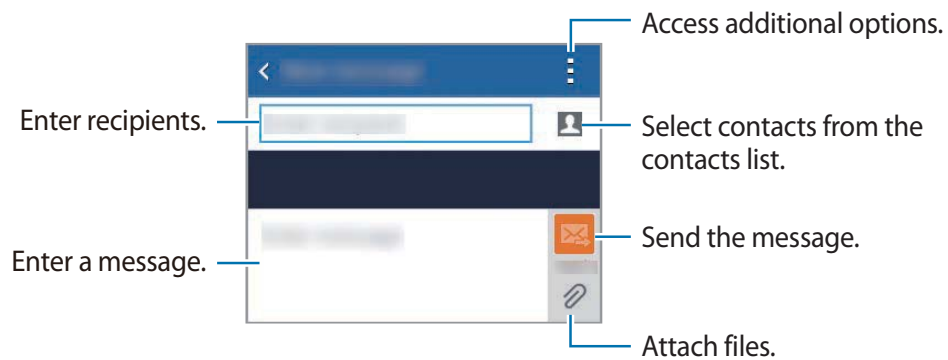 Access additional options.
Enter recipients.
Select contacts from the
contacts list.
Send the message.
Enter a message.
Attach files.